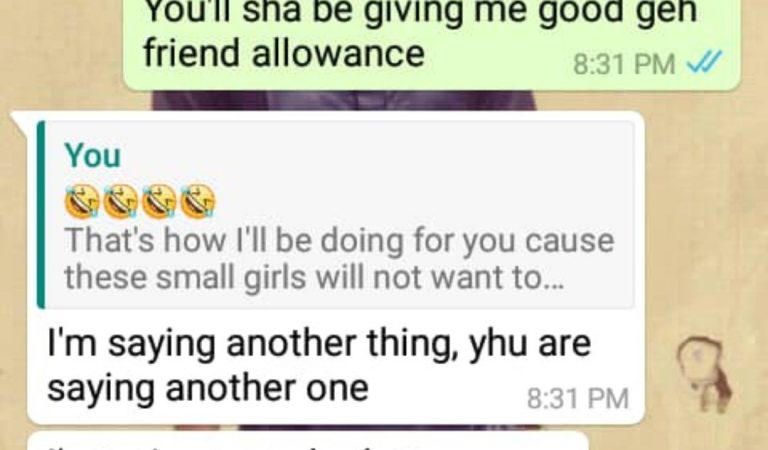 You'll sha be giving me good geh
friend allowance
8:31 PM
You
🤣🤣🤣🤣
That's how I'll be doing for you cause
these small girls will not want to...
I'm saying another thing, yhu are
saying another one
8:31 PM